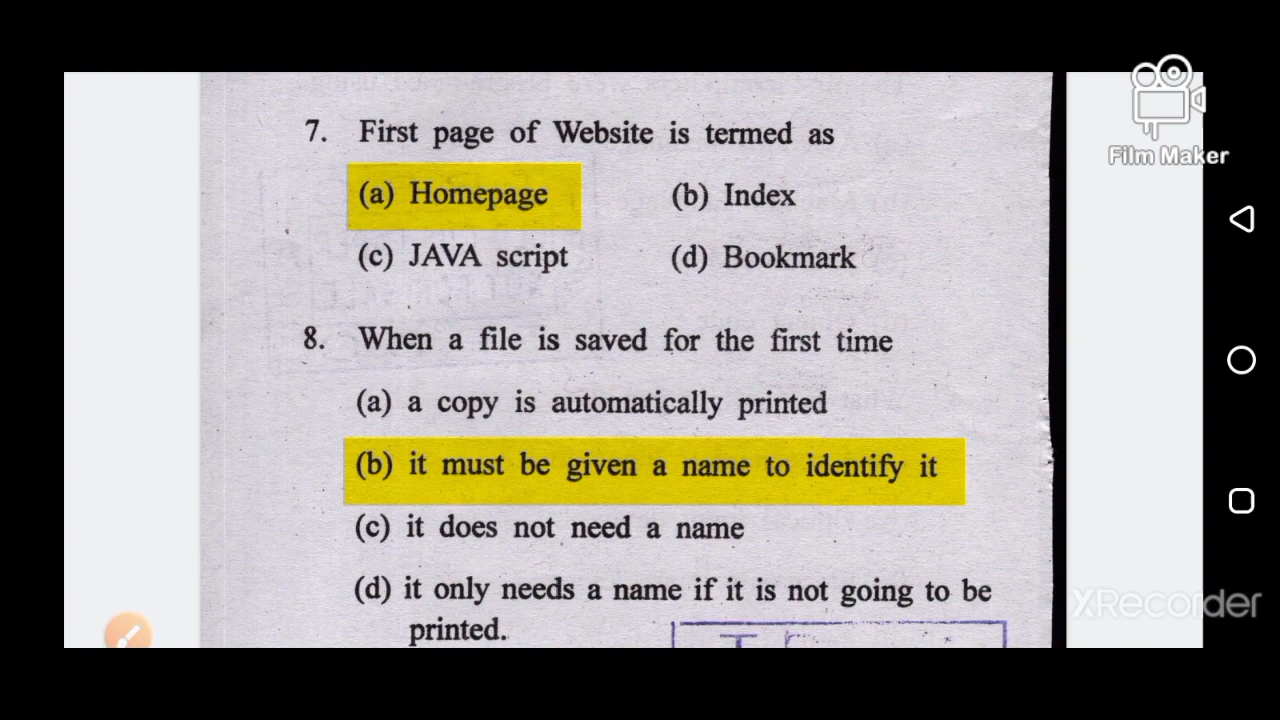 Film Maker
7. First page of Website is termed as
(a) Homepage (b) Index
(c) JAVA script (d) Bookmark
8. When a file is saved for the first time
(a) a copy is automatically printed
(b) it must be given a name to identify it
(c) it does not need a name
(d) it only needs a name if it is not going to be
printed.
XRecorder